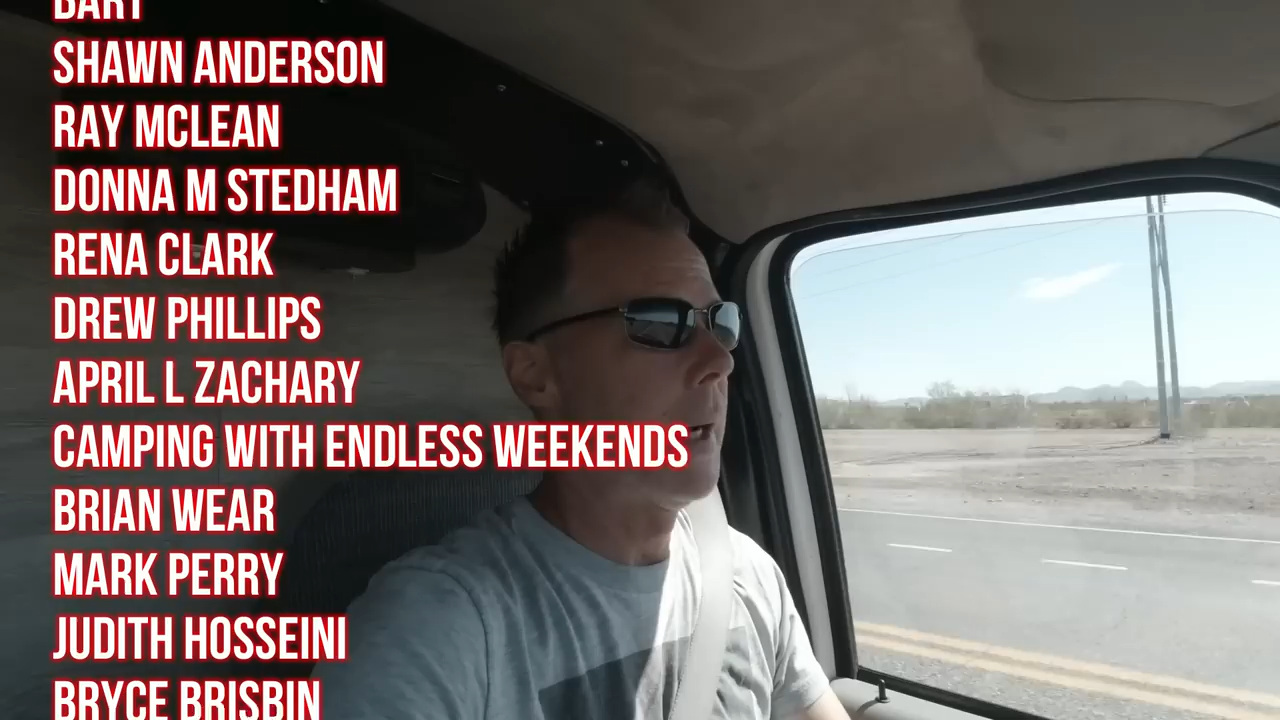 BART
SHAWN ANDERSON
RAY MCLEAN
DONNA M STEDHAM
RENA CLARK
DREW PHILLIPS
APRIL L ZACHARY
CAMPING WITH ENDLESS WEEKENDS
BRIAN WEAR
MARK PERRY
JUDITH HOSSEINI
BRYCE BRISBIN